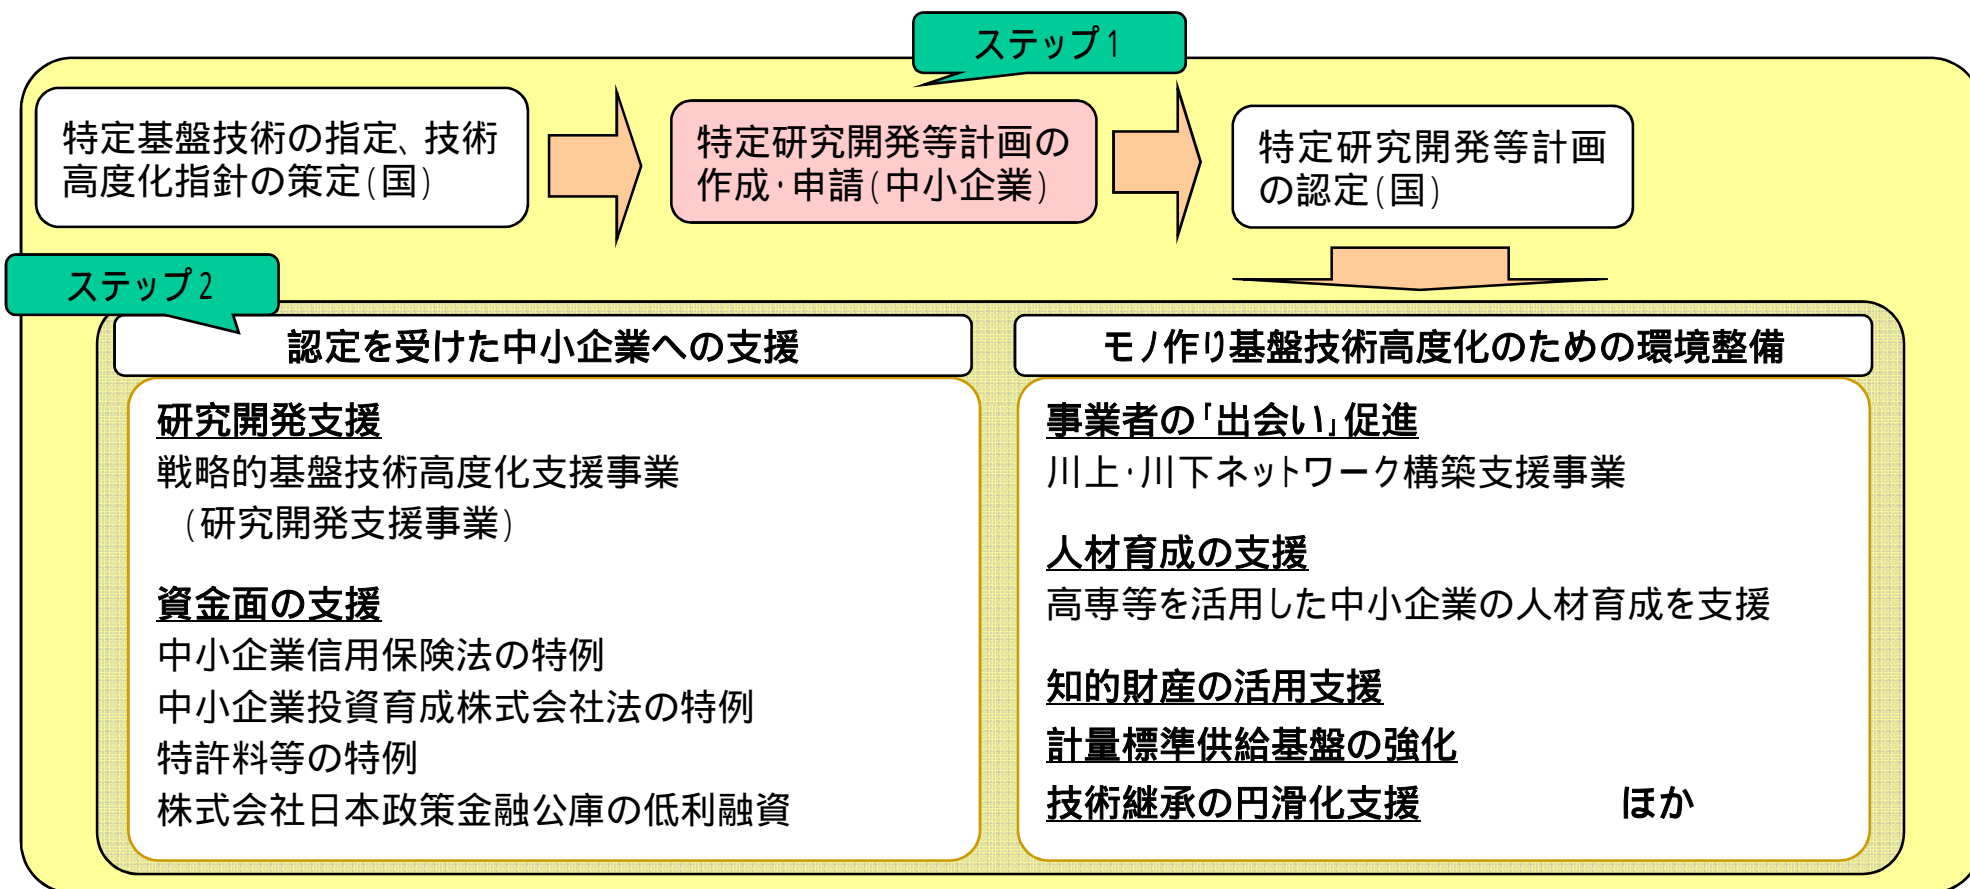 ステップ1
特定基盤技術の指定、技術
高度化指針の策定(国)
特定研究開発等計画の
作成・申請(中小企業)
特定研究開発等計画
の認定(国)
ステップ2
認定を受けた中小企業への支援
研究開発支援
戦略的基盤技術高度化支援事業
(研究開発支援事業)
資金面の支援
中小企業信用保険法の特例
中小企業投資育成株式会社法の特例
特許料等の特例
株式会社日本政策金融公庫の低利融資
モノ作り基盤技術高度化のための環境整備
事業者の「出会い」促進
川上・川下ネットワーク構築支援事業
人材育成の支援
高専等を活用した中小企業の人材育成を支援
知的財産の活用支援
計量標準供給基盤の強化
技術継承の円滑化支援 ほか